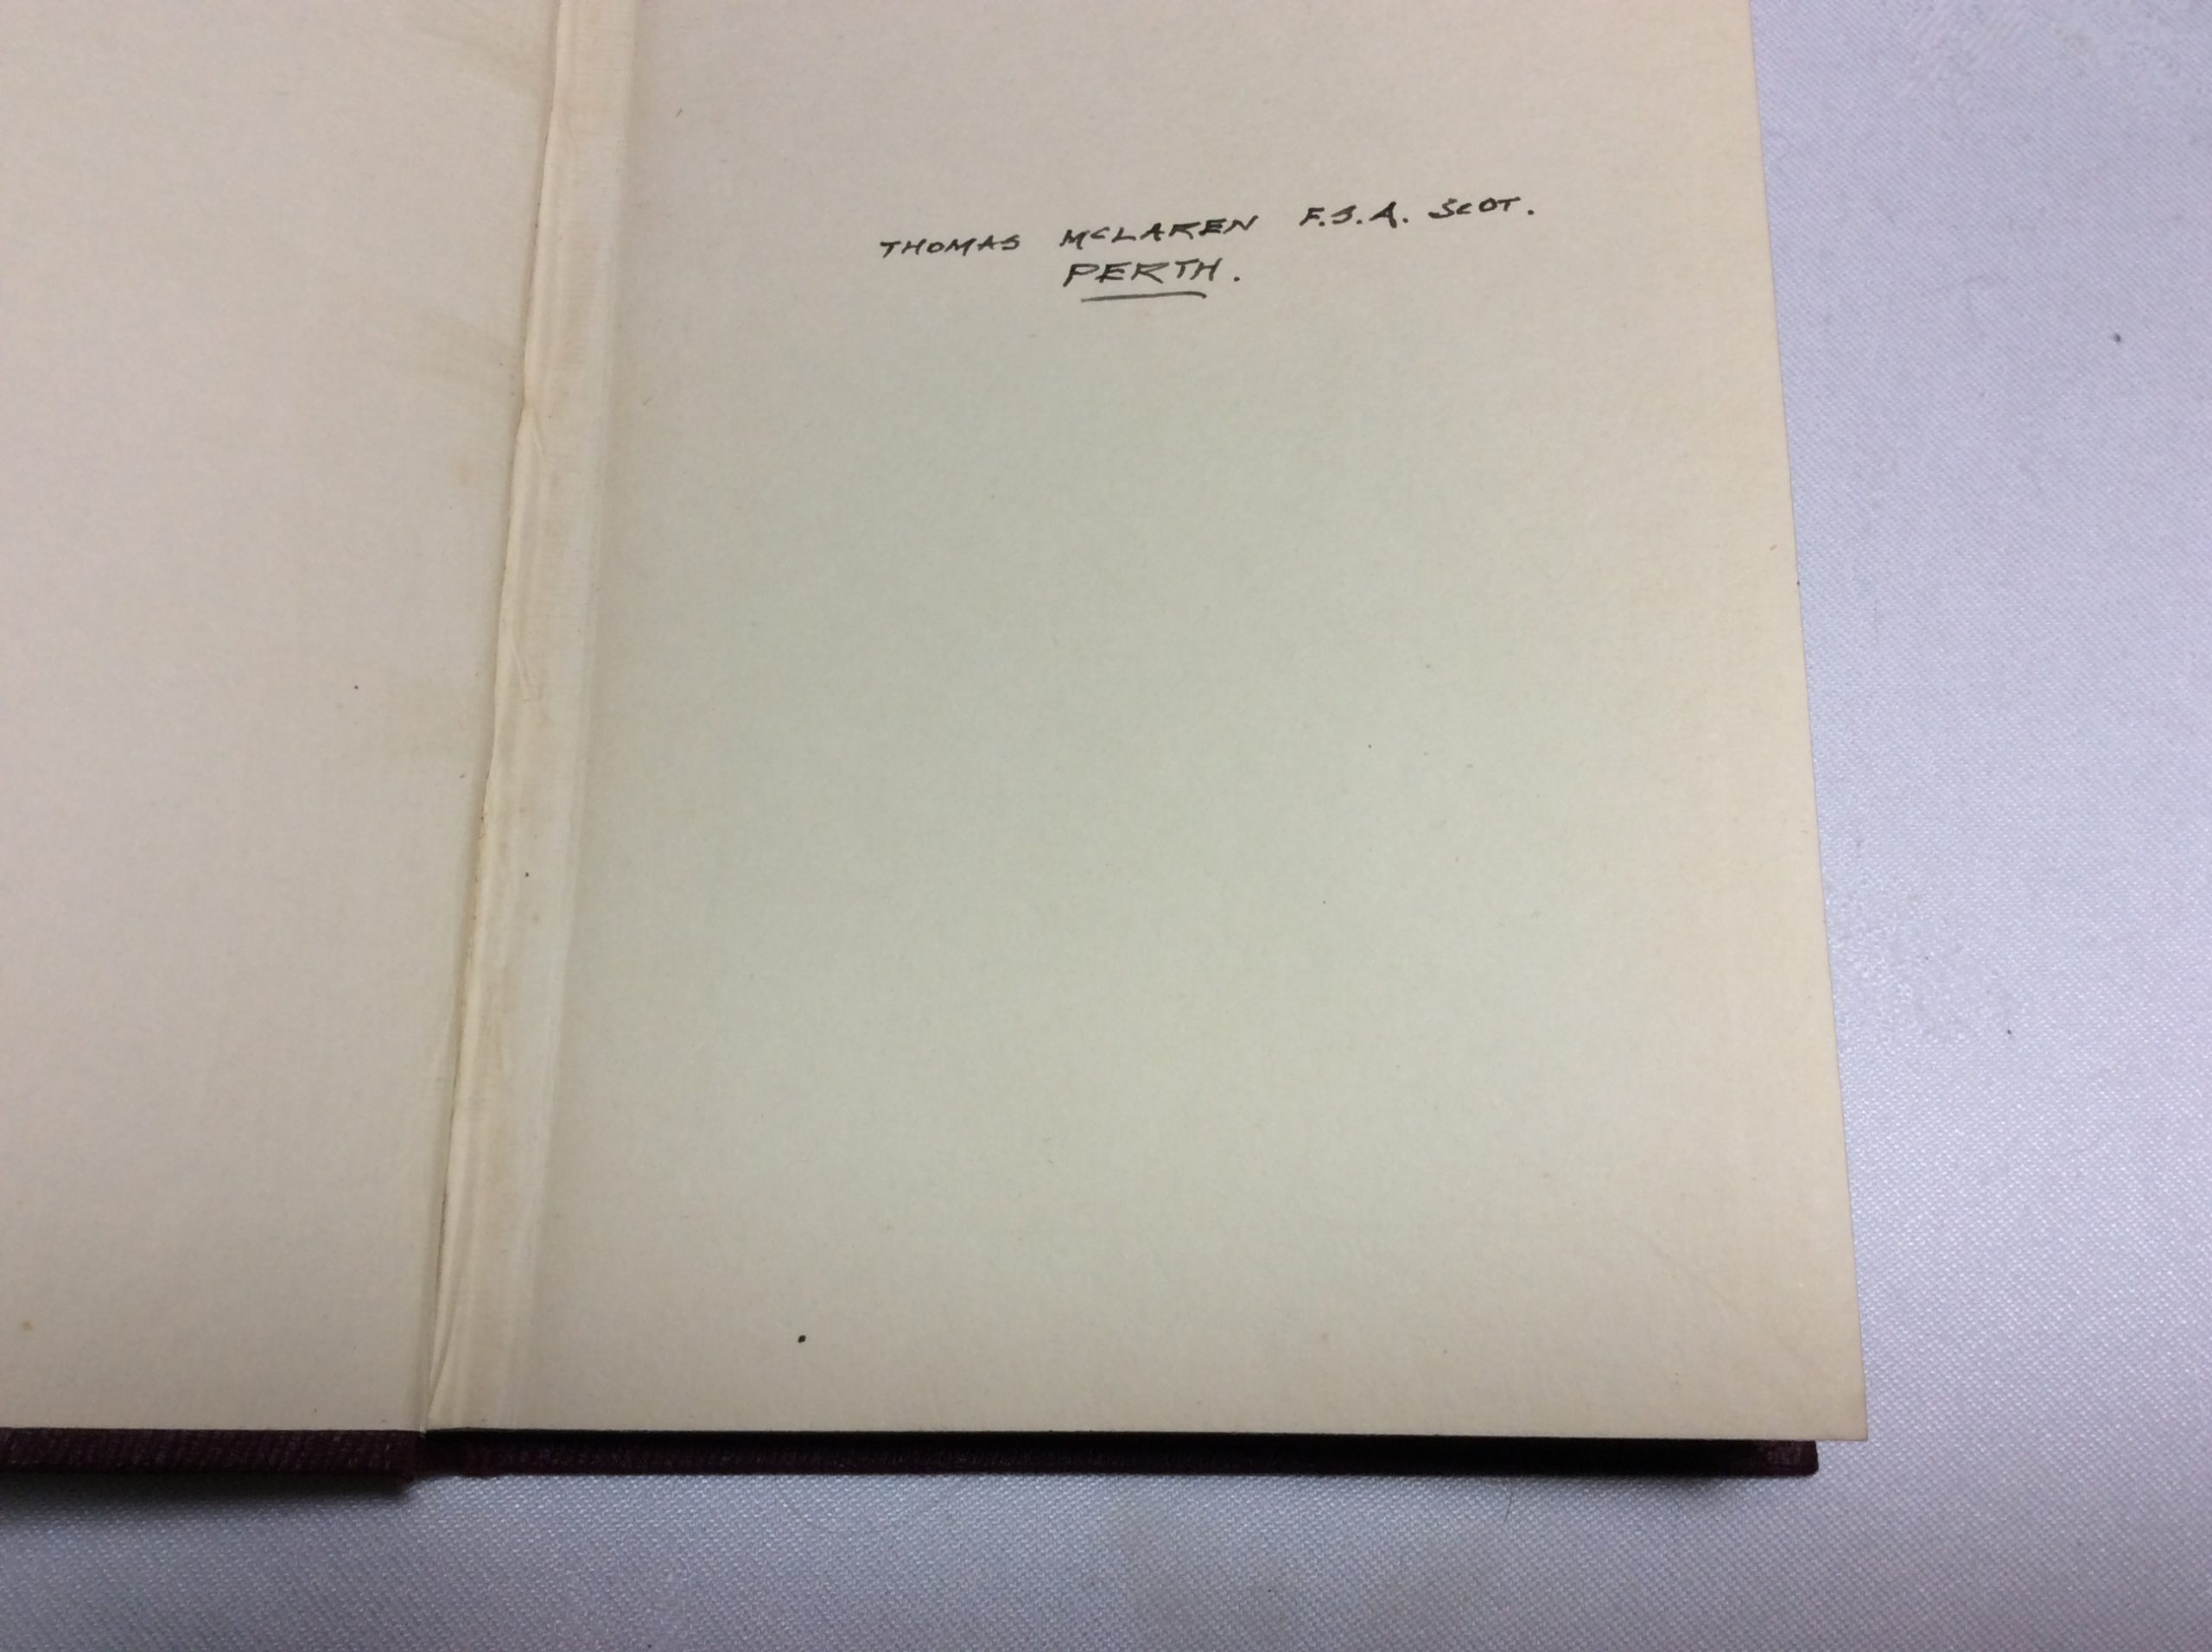 THOMAS McLAREN F.S.A. SCOT.
PERTH.